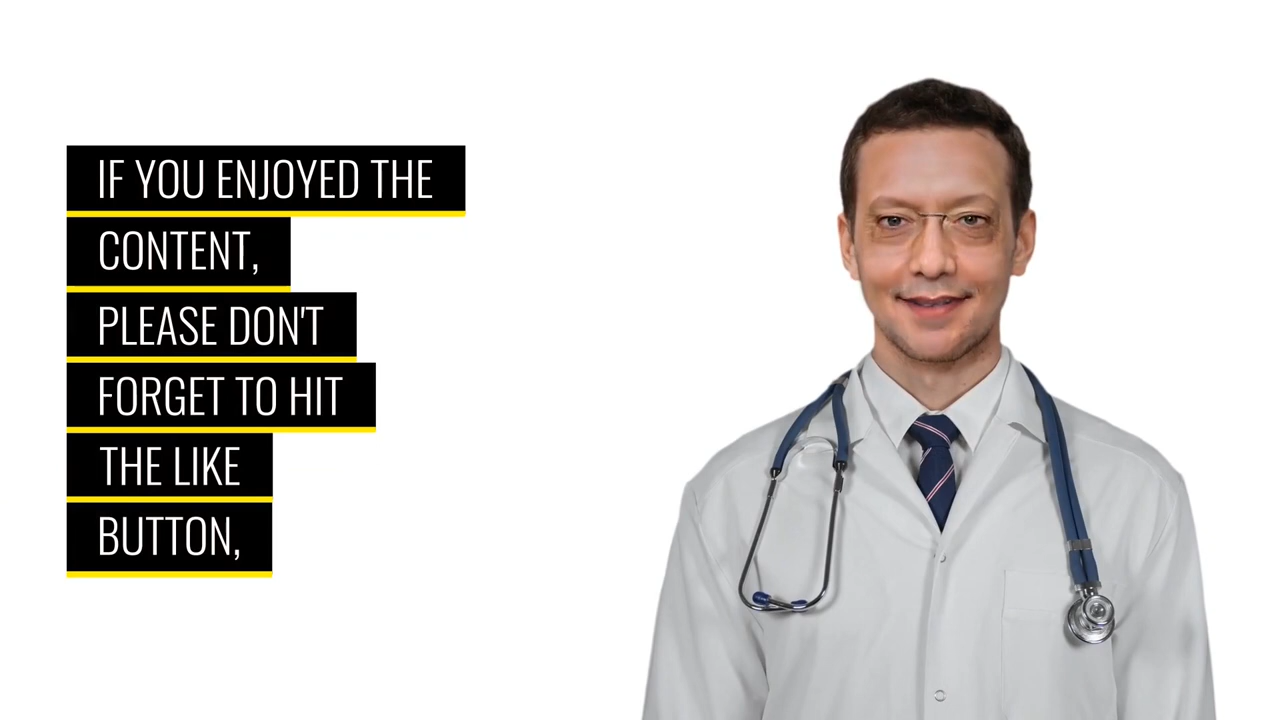 IF YOU ENJOYED THE
CONTENT,
PLEASE DON'T
FORGET TO HIT
THE LIKE
BUTTON,